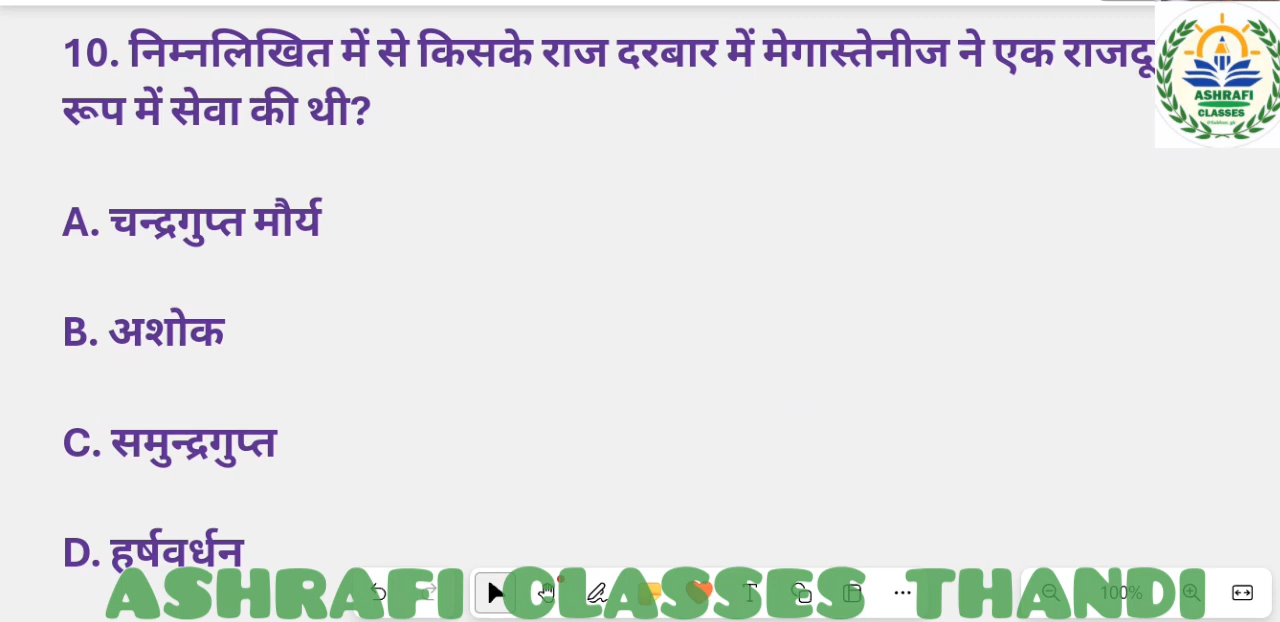 10. निम्नलिखित में से किसके राज दरबार में मेगास्तेनीज ने एक
रूप में सेवा की थी?
A. चन्द्रगुप्त मौर्य
B. अशोक
C. समुन्द्रगुप्त
D. हर्षवर्धन
ASHRAFI
CLASSES
ASHRAFI CLASSES THANDI
100%